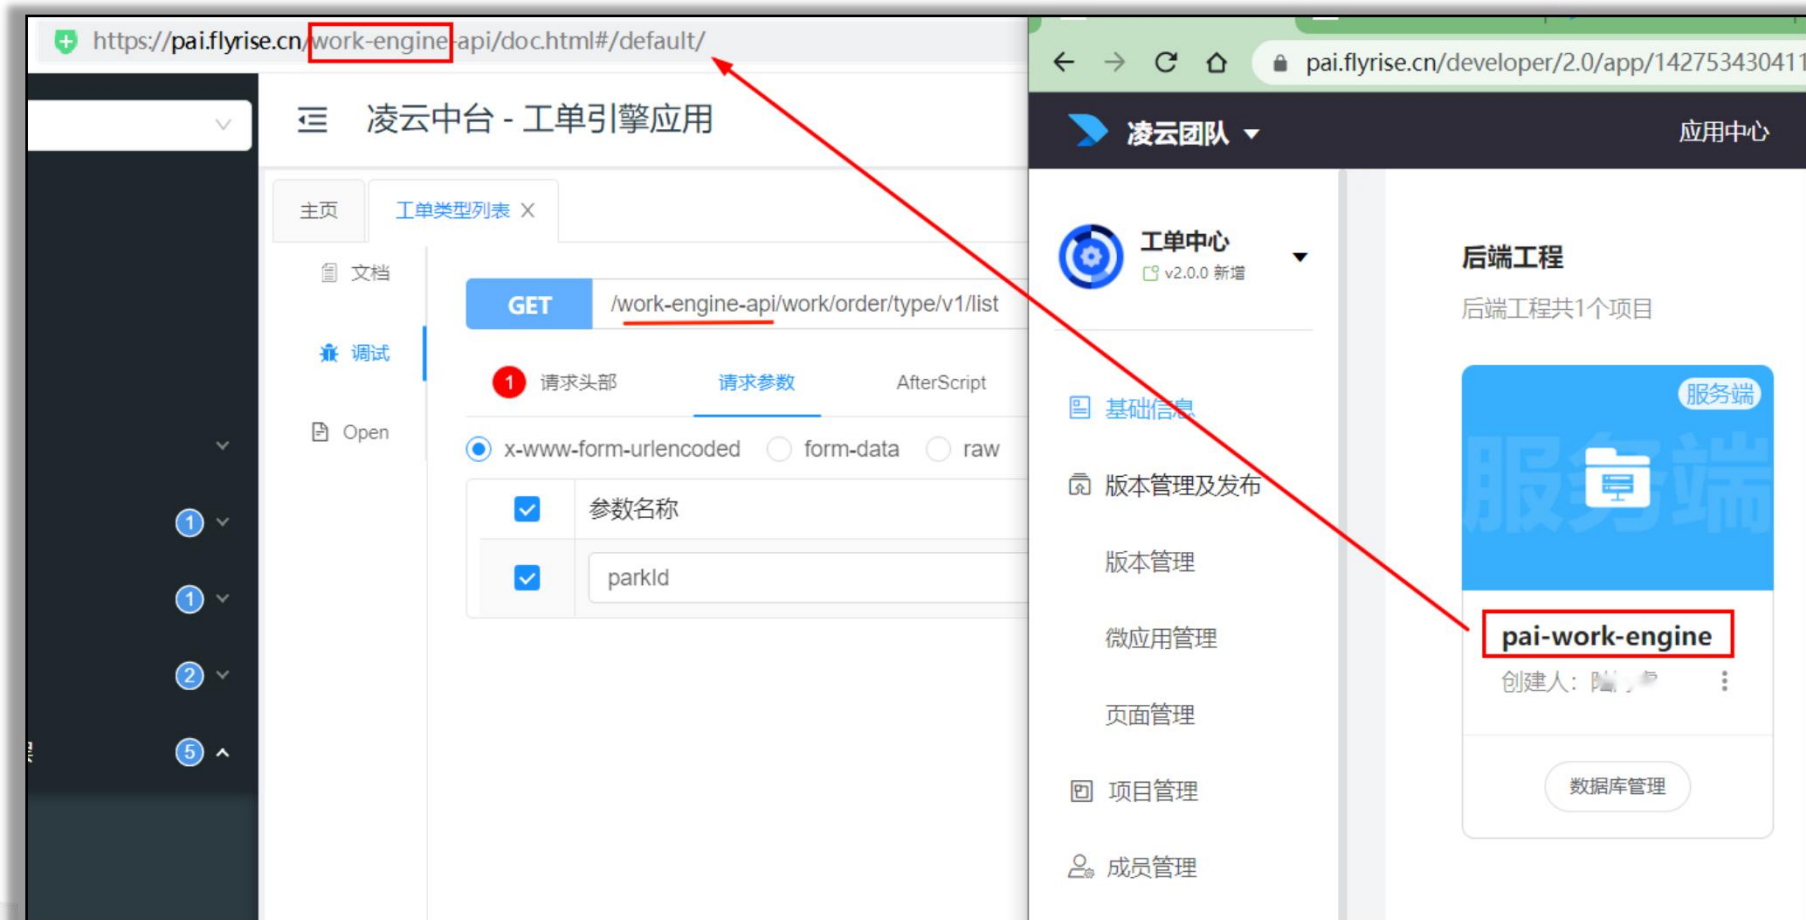 https://pai.flyrise.cn/work-engine-api/doc.html#/default/
凌云中台 - 工单引擎应用
主页
工单类型列表
文档
调试
Open
GET
/work-engine-api/work/order/type/v1/list
1
请求头部
请求参数
AfterScript
x-www-form-urlencoded
form-data
raw
参数名称
parkId
1
1
2
5
pai.flyrise.cn/developer/2.0/app/142753430411
凌云团队
应用中心
工单中心
v2.0.0 新增
基础信息
版本管理及发布
版本管理
微应用管理
页面管理
项目管理
成员管理
后端工程
后端工程共1个项目
服务端
服务端
pai-work-engine
创建人：
数据库管理